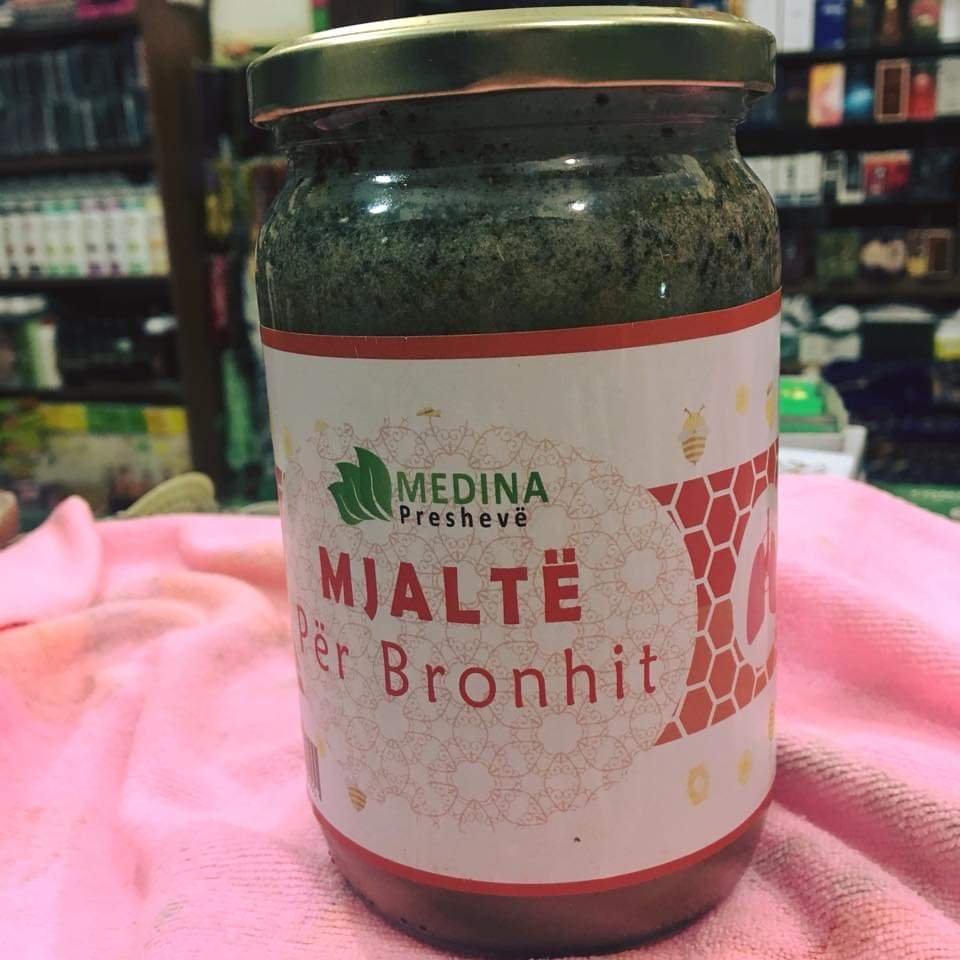 MEDINA
Preshevë
MJALTË
Për Bronhit